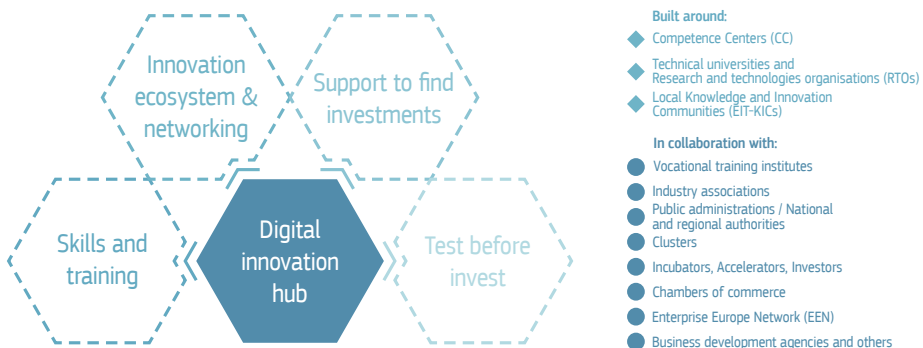 Innovation
ecosystem &
networking
Support to find
investments
Skills and
training
Digital
innovation
hub
Test before
invest
Built around:
Competence Centers (CC)
Technical universities and
Research and technologies organisations (RTOs)
Local Knowledge and Innovation
Communities (EIT-KICs)
In collaboration with:
Vocational training institutes
Industry associations
Public administrations / National
and regional authorities
Clusters
Incubators, Accelerators, Investors
Chambers of commerce
Enterprise Europe Network (EEN)
Business development agencies and others